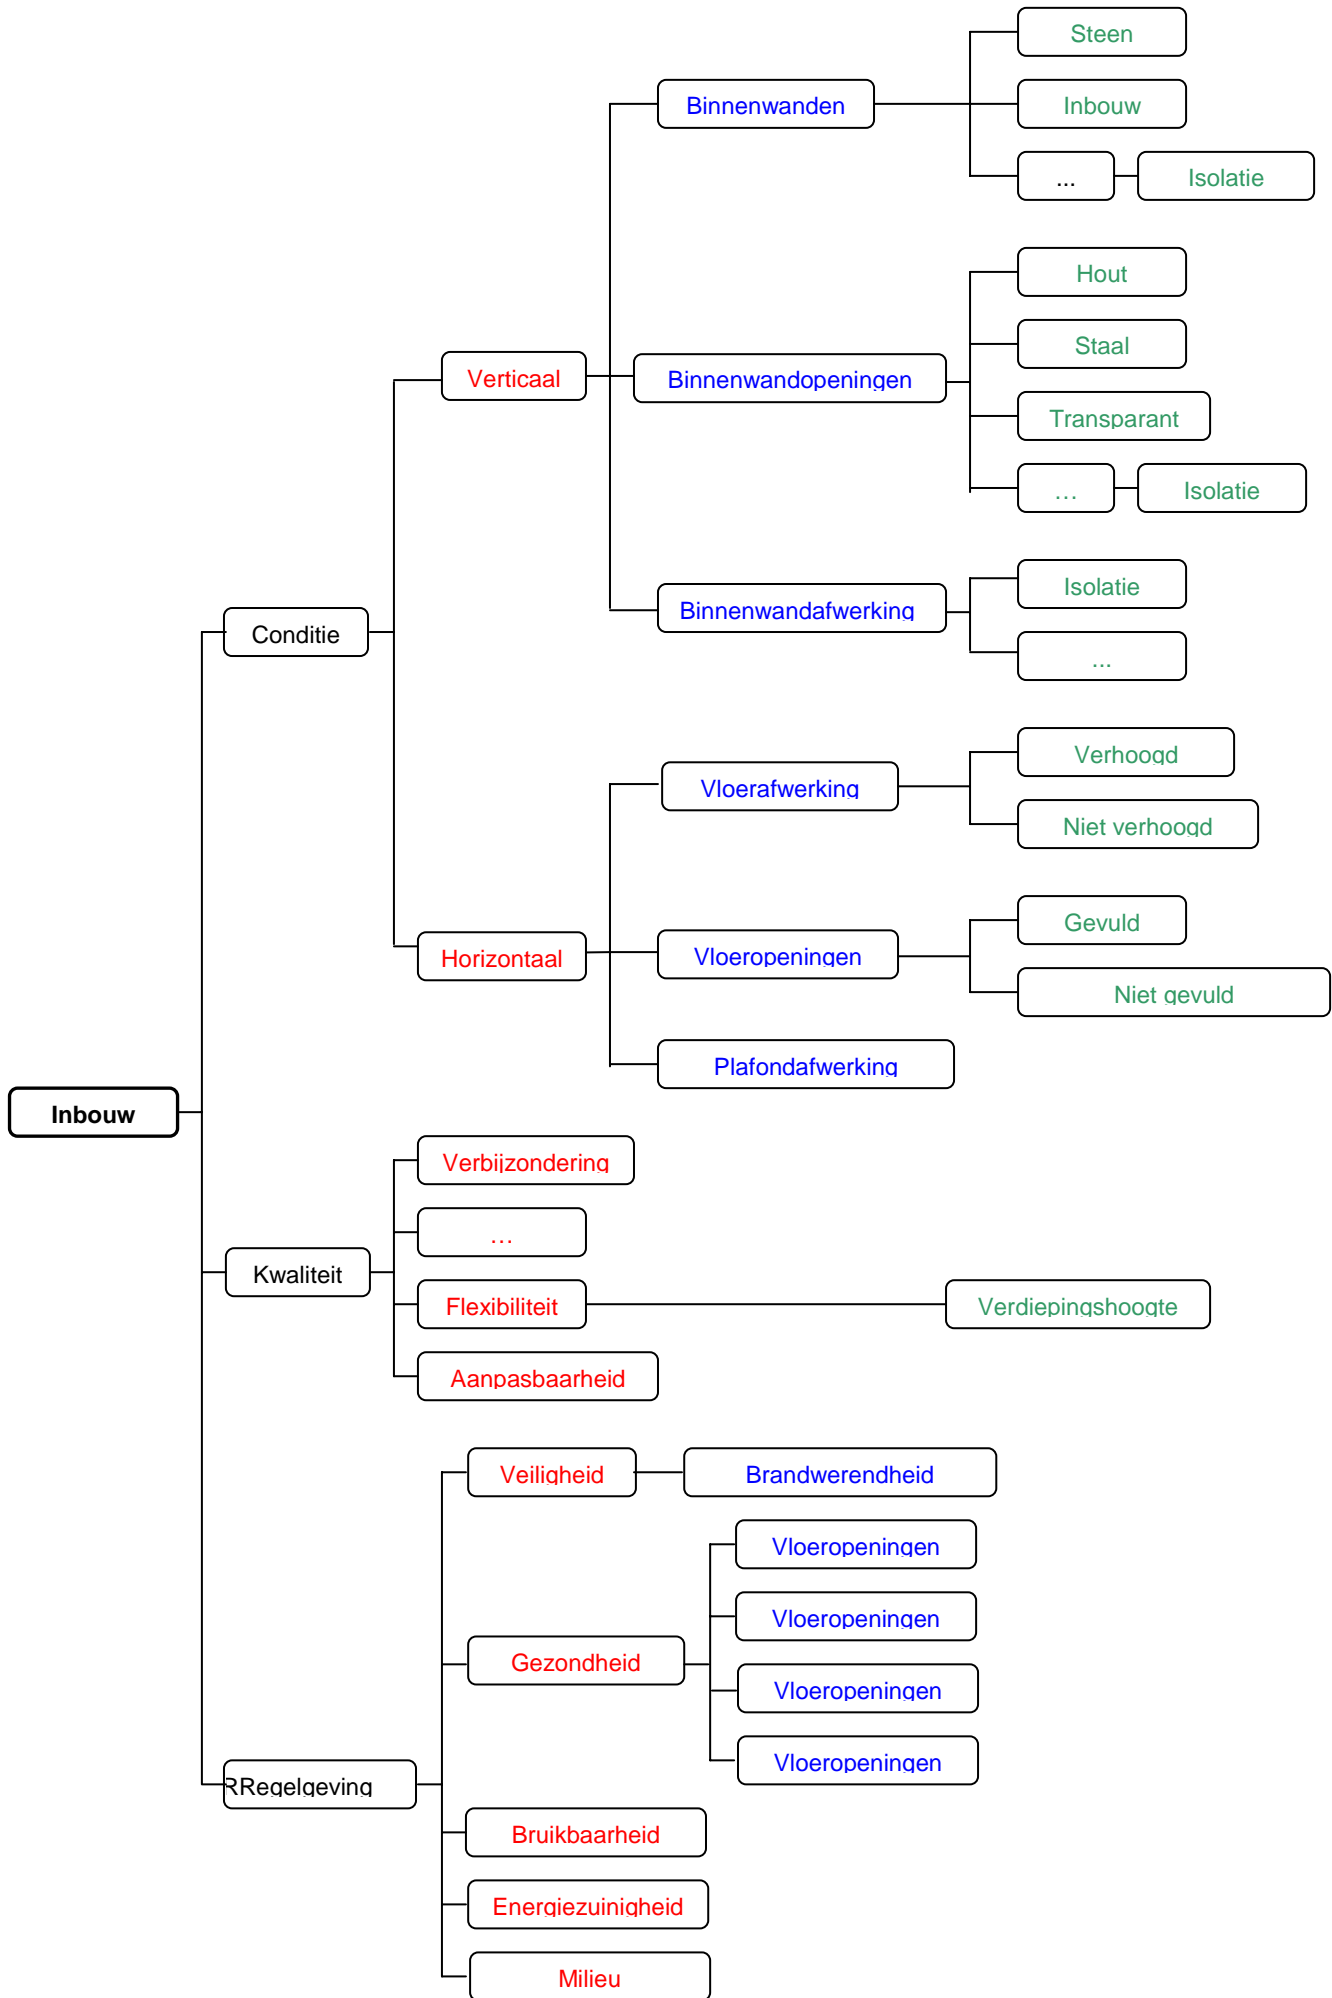 Steen
Binnenwanden
Inbouw
...
Isolatie
Hout
Staal
Verticaal
Binnenwandopeningen
Transparant
...
Isolatie
Isolatie
Binnenwandafwerking
Conditie
...
Verhoogd
Vloerafwerking
Niet verhoogd
Gevuld
Horizontaal
Vloeropeningen
Niet gevuld
Plafondafwerking
Inbouw
Verbijzondering
...
Kwaliteit
Flexibiliteit
Verdiepingshoogte
Aanpasbaarheid
Veiligheid
Brandwerendheid
Vloeropeningen
Vloeropeningen
Gezondheid
Vloeropeningen
Vloeropeningen
RRegelgeving
Bruikbaarheid
Energiezuinigheid
Milieu